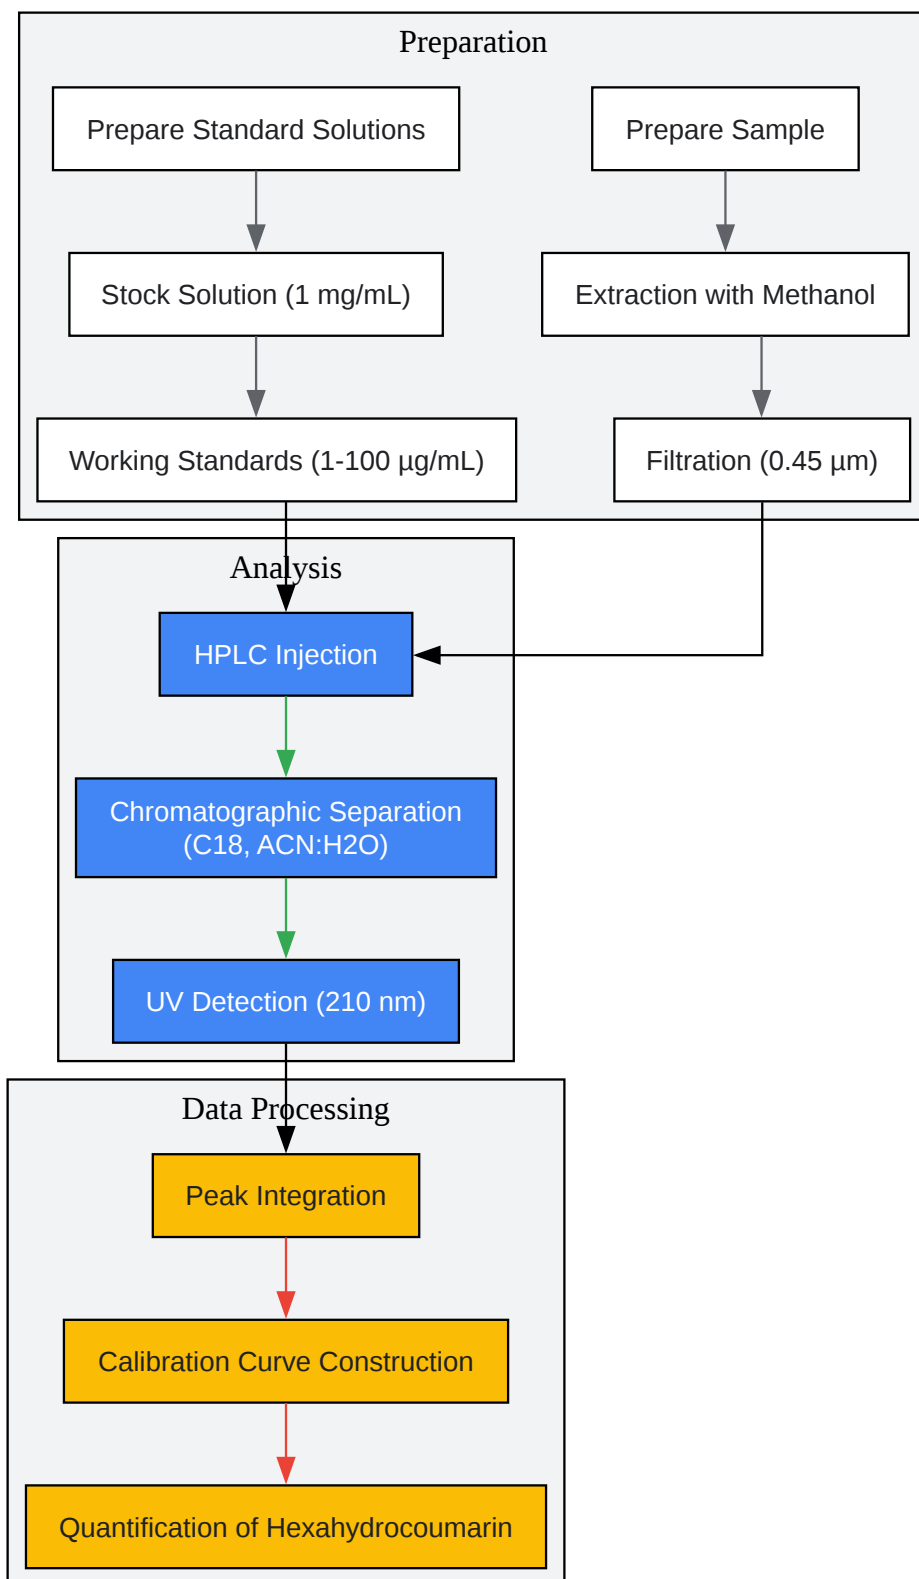 Preparation
Prepare Standard Solutions
Prepare Sample
Stock Solution (1 mg/mL)
Extraction with Methanol
Working Standards (1-100 µg/mL)
Filtration (0.45 µm)
Analysis
HPLC Injection
Chromatographic Separation
(C18, ACN:H2O)
UV Detection (210 nm)
Data Processing
Peak Integration
Calibration Curve Construction
Quantification of Hexahydrocoumarin